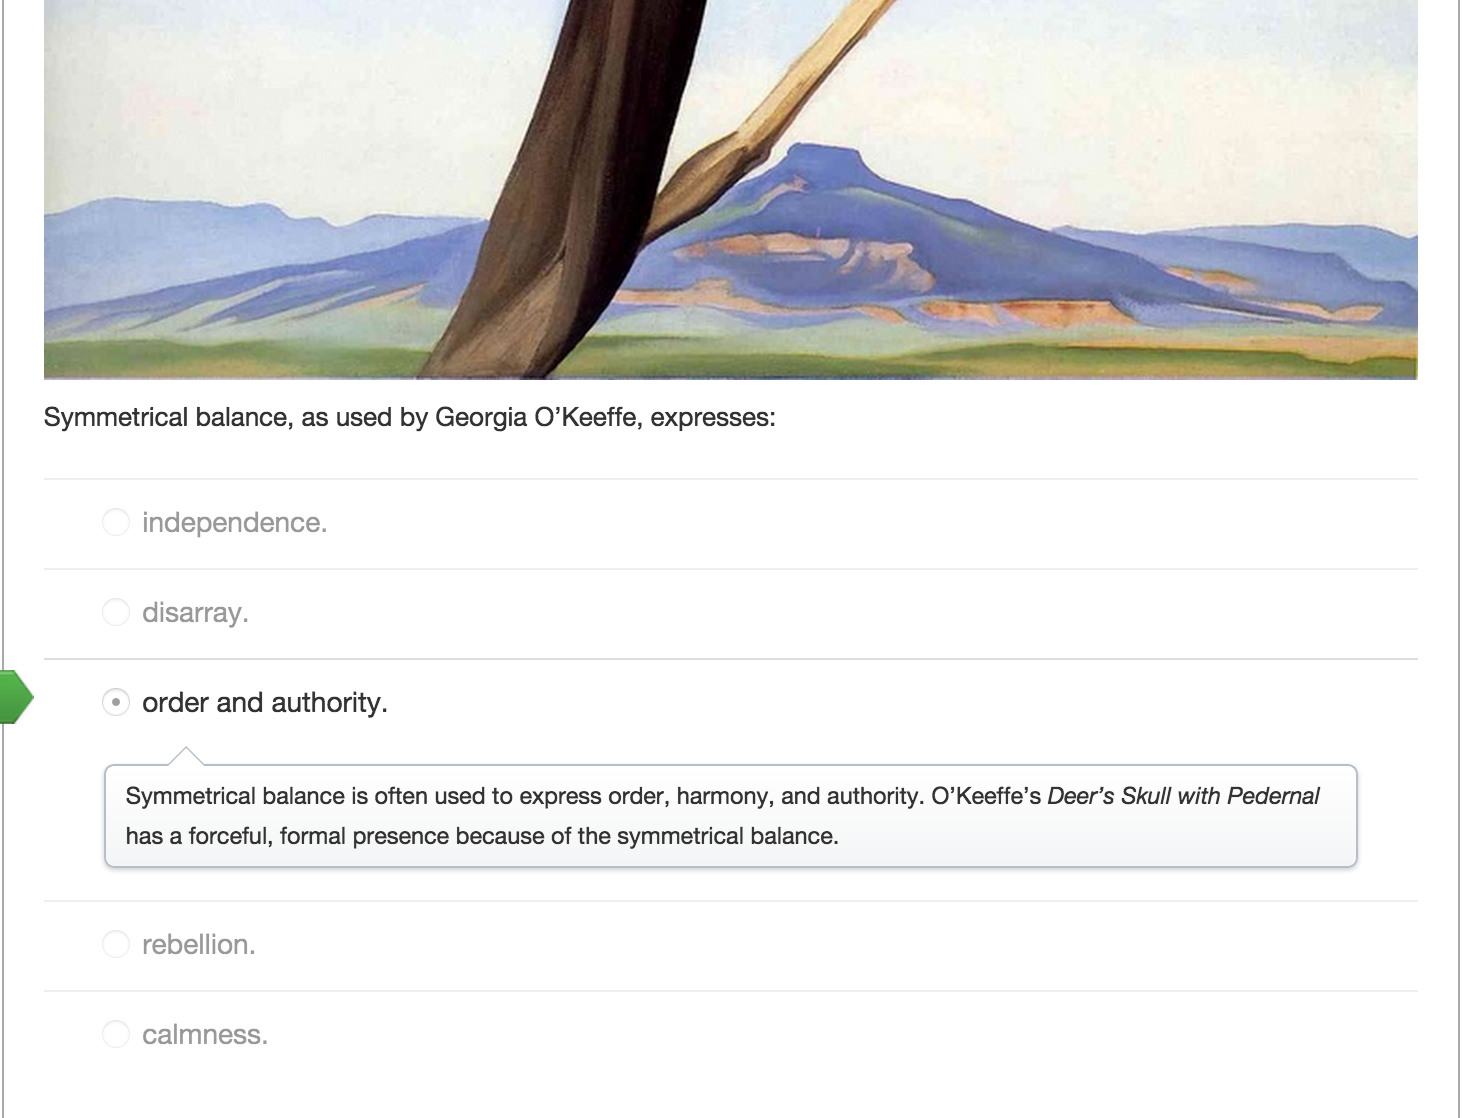 Symmetrical balance, as used by Georgia O’Keeffe, expresses:
independence.
disarray.
order and authority.
Symmetrical balance is often used to express order, harmony, and authority. O’Keeffe’s Deer’s Skull with Pedernal
has a forceful, formal presence because of the symmetrical balance.
rebellion.
calmness.